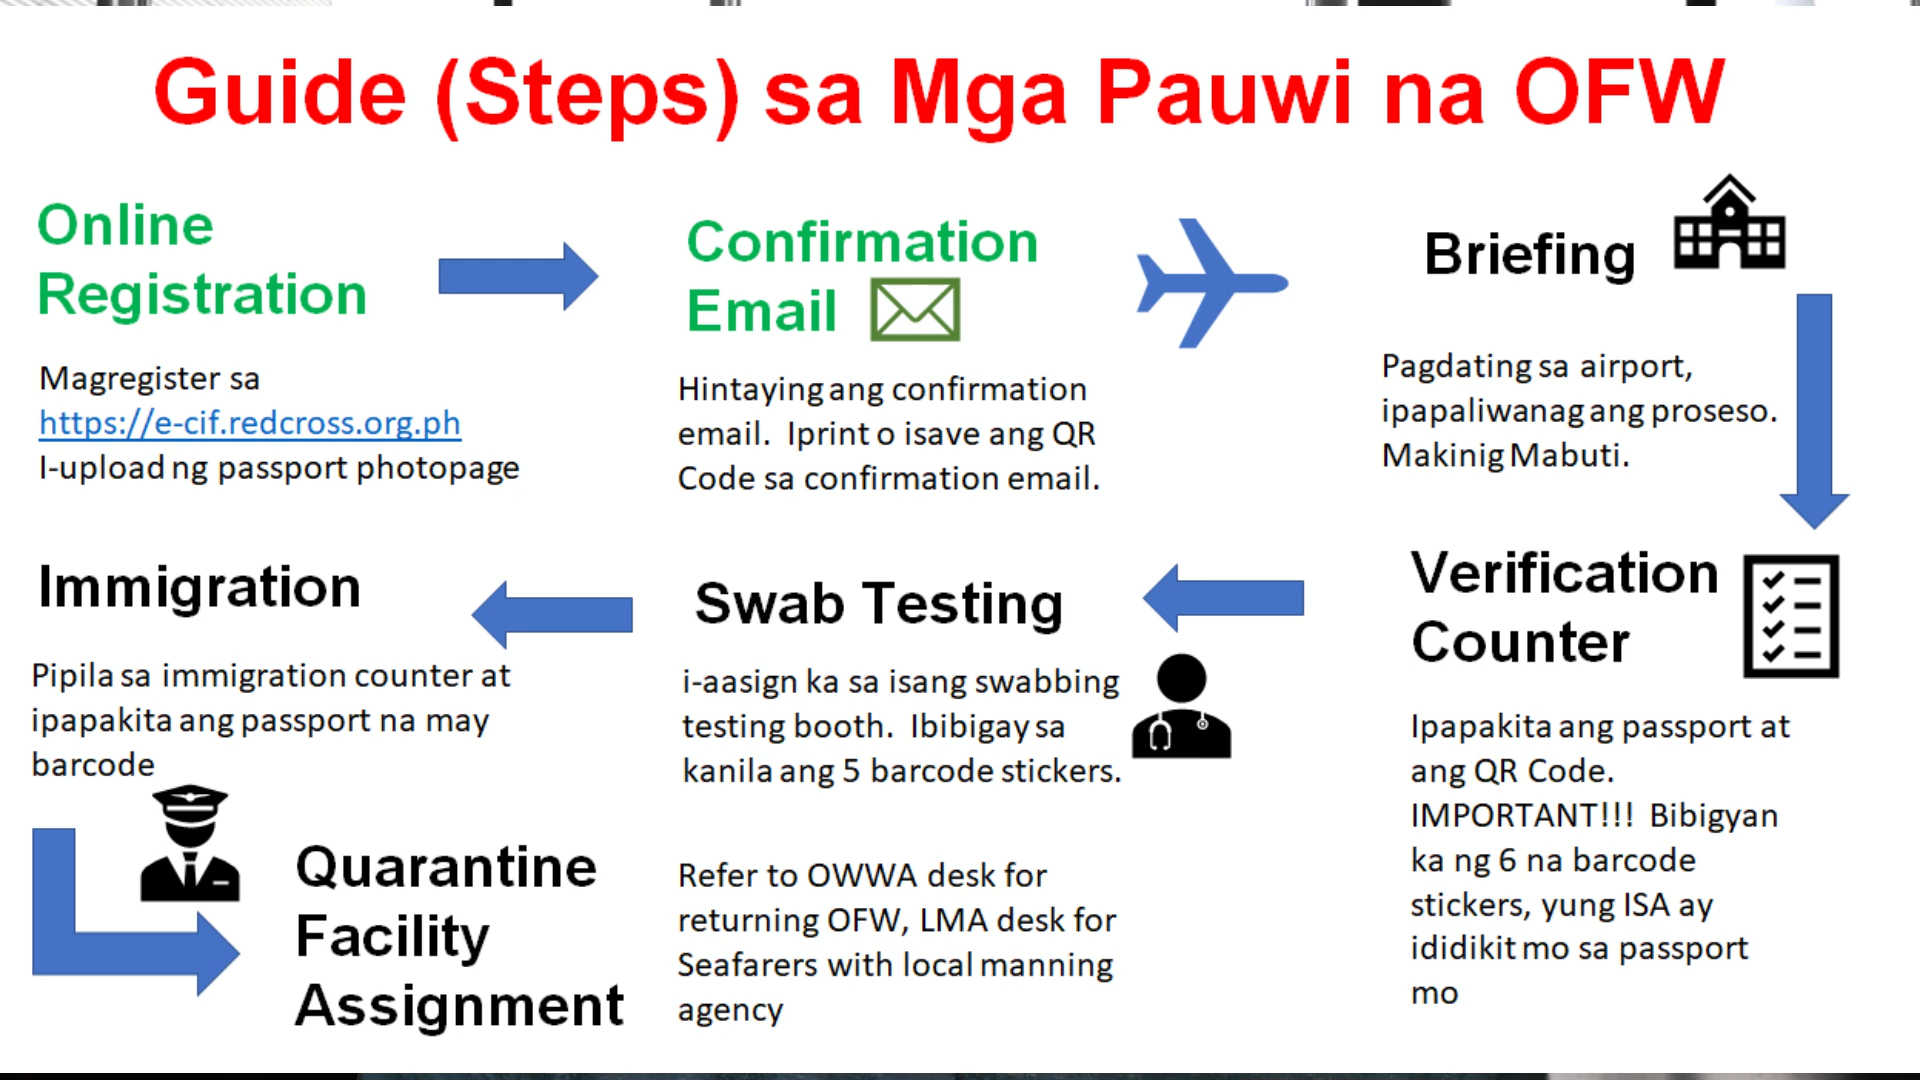 Guide (Steps) sa Mga Pauwi na OFW
Online
Registration
Magregister sa
https://e-cif.redcross.org.ph
I-upload ng passport photopage
Confirmation
Email
Hintaying ang confirmation
email.  Iprint o isave ang QR
Code sa confirmation email.
Briefing
Pagdating sa airport,
ipapaliwanag ang proseso.
Makinig Mabuti.
Verification
Counter
Ipapakita ang passport at
ang QR Code.
IMPORTANT!!!  Bibigyan
ka ng 6 na barcode
stickers, yung ISA ay
ididikit mo sa passport
mo
Swab Testing
i-aasign ka sa isang swabbing
testing booth.  Ibibigay sa
kanila ang 5 barcode stickers.
Immigration
Pipila sa immigration counter at
ipapakita ang passport na may
barcode
Quarantine
Facility
Assignment
Refer to OWWA desk for
returning OFW, LMA desk for
Seafarers with local manning
agency